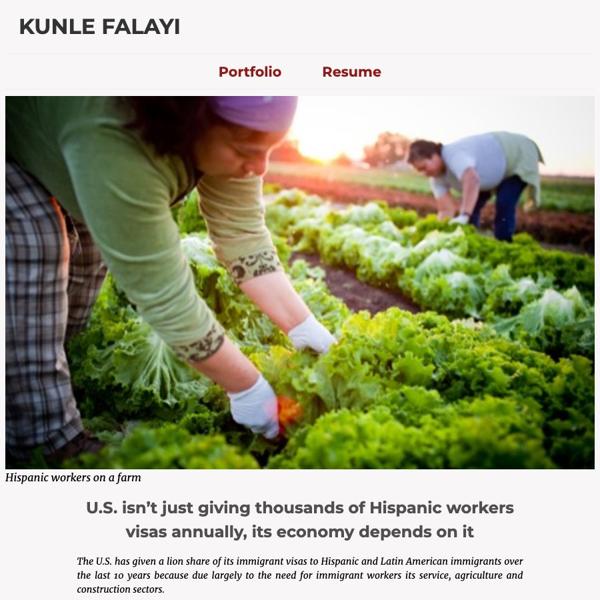 KUNLE FALAYI
Portfolio Resume
Hispanic workers on a farm
U.S. isn’t just giving thousands of Hispanic workers
visas annually, its economy depends on it
The U.S. has given a lion share of its immigrant visas to Hispanic and Latin American immigrants over
the last 10 years because due largely to the need for immigrant workers its service, agriculture and
construction sectors.